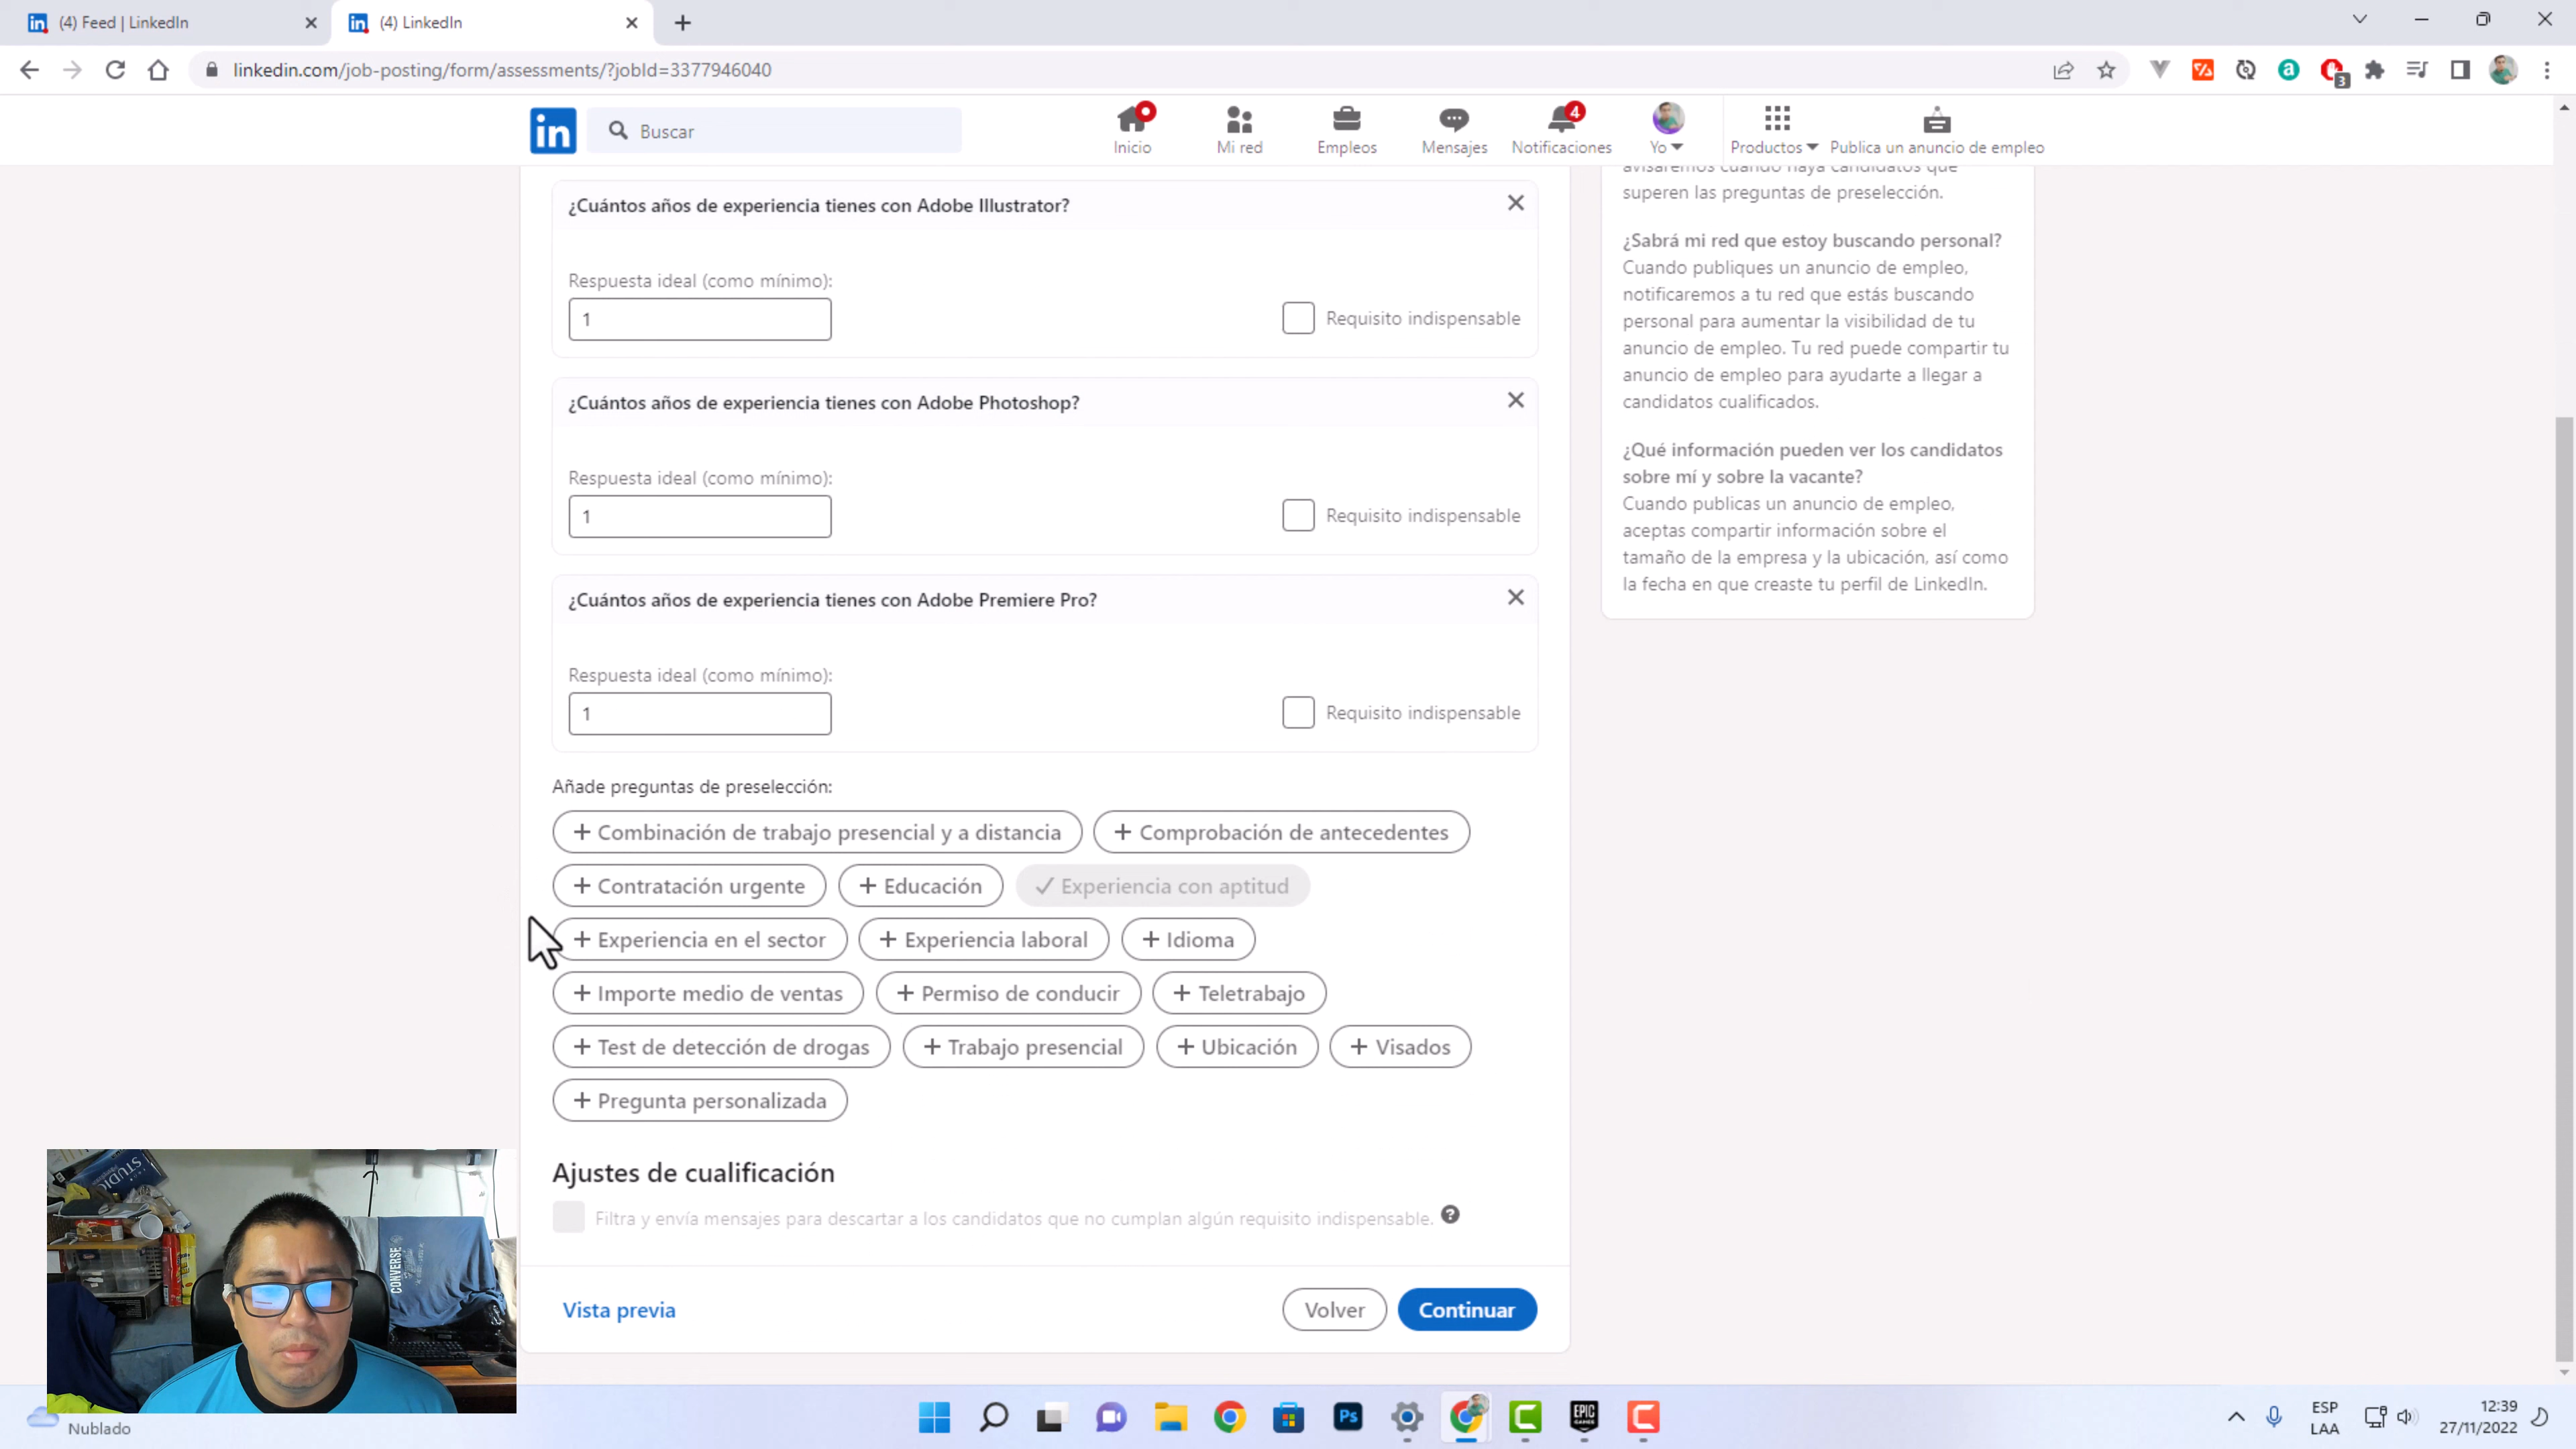 (4) Feed | LinkedIn
(4) LinkedIn
linkedin.com/job-posting/form/assessments/?jobId=3377946040
3
in
Buscar
Inicio
Mi red
Empleos
Mensajes
4
Notificaciones
Yo
Productos
Publica un anuncio de empleo
¿Cuántos años de experiencia tienes con Adobe Illustrator?
Respuesta ideal (como mínimo):
1
Requisito indispensable
¿Cuántos años de experiencia tienes con Adobe Photoshop?
Respuesta ideal (como mínimo):
1
Requisito indispensable
¿Cuántos años de experiencia tienes con Adobe Premiere Pro?
Respuesta ideal (como mínimo):
1
Requisito indispensable
Añade preguntas de preselección:
+ Combinación de trabajo presencial y a distancia
+ Comprobación de antecedentes
+ Contratación urgente
+ Educación
✓ Experiencia con aptitud
+ Experiencia en el sector
+ Experiencia laboral
+ Idioma
+ Importe medio de ventas
+ Permiso de conducir
+ Teletrabajo
+ Test de detección de drogas
+ Trabajo presencial
+ Ubicación
+ Visados
+ Pregunta personalizada
Ajustes de cualificación
Filtra y envía mensajes para descartar a los candidatos que no cumplan algún requisito indispensable. ?
Vista previa
Volver
Continuar
avisaremos cuando haya candidatos que
superen las preguntas de preselección.
¿Sabrá mi red que estoy buscando personal?
Cuando publiques un anuncio de empleo,
notificaremos a tu red que estás buscando
personal para aumentar la visibilidad de tu
anuncio de empleo. Tu red puede compartir tu
anuncio de empleo para ayudarte a llegar a
candidatos cualificados.
¿Qué información pueden ver los candidatos
sobre mí y sobre la vacante?
Cuando publicas un anuncio de empleo,
aceptas compartir información sobre el
tamaño de la empresa y la ubicación, así como
la fecha en que creaste tu perfil de LinkedIn.
CONVERSE
Nublado
Ps
EPIC
GAMES
ESP
LAA
12:39
27/11/2022